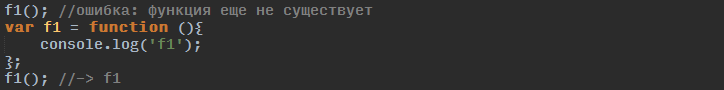 f1(); //ошибка: функция еще не существует
var f1 = function (){
    console.log('f1');
};
f1(); //-> f1